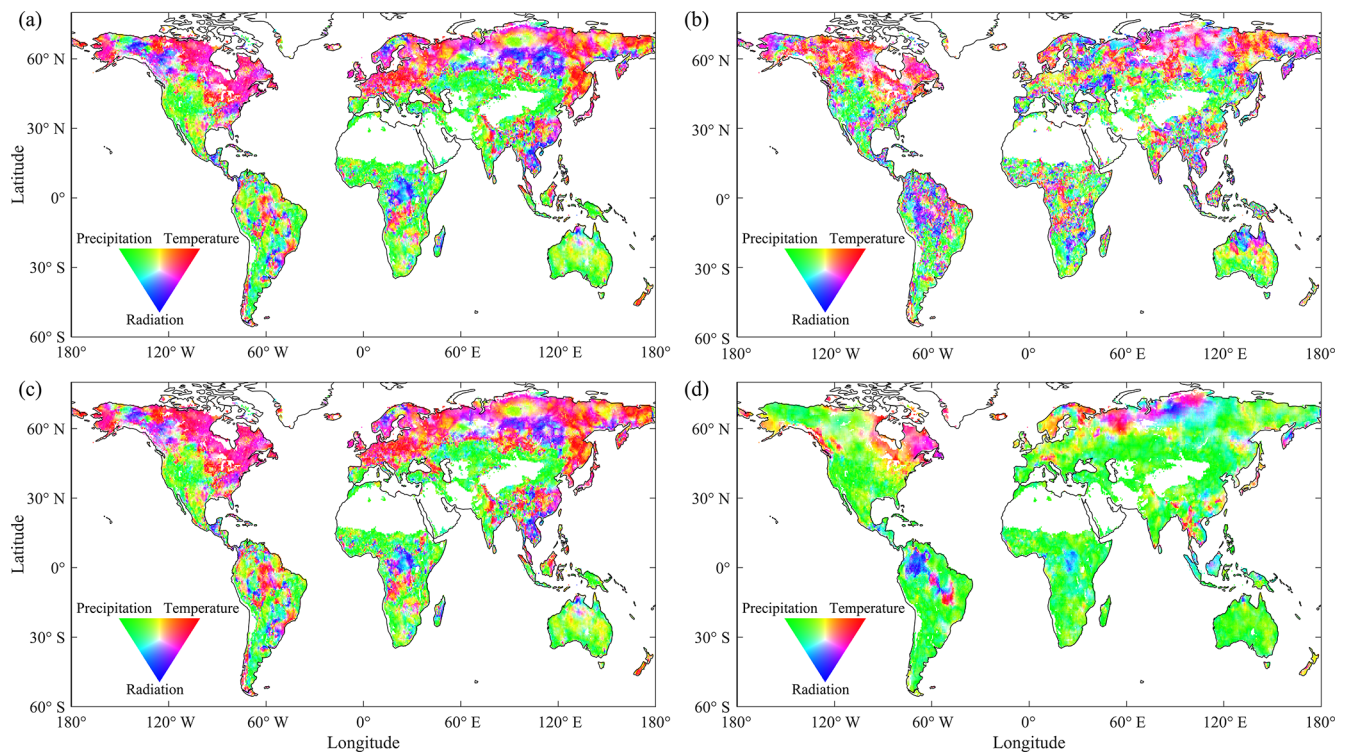 (a)
(b)
60° N
60° N
30° N
30° N
Latitude
0°
0°
Precipitation Temperature
Precipitation Temperature
30° S
30° S
Radiation
Radiation
60° S
60° S
180° 120° W 60° W 0° 60° E 120° E 180°
180° 120° W 60° W 0° 60° E 120° E 180°
(c)
(d)
60° N
60° N
30° N
30° N
Latitude
0°
0°
Precipitation Temperature
Precipitation Temperature
30° S
30° S
Radiation
Radiation
60° S
60° S
180° 120° W 60° W 0° 60° E 120° E 180°
180° 120° W 60° W 0° 60° E 120° E 180°
Longitude
Longitude